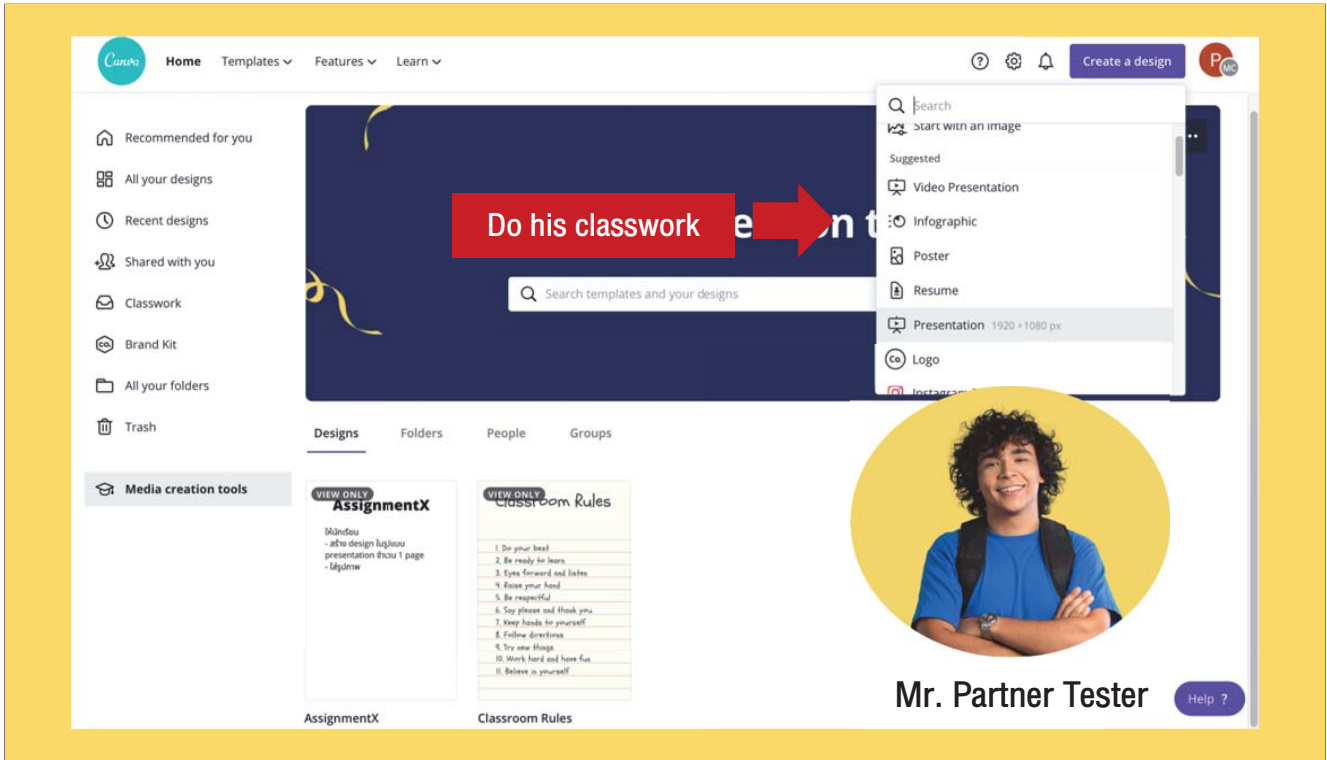 Canva
Home Templates Features Learn
Create a design
P
MC
Search
Start with an image
Suggested
Video Presentation
Infographic
Poster
Resume
Presentation 1920 × 1080 px
Co Logo
Recommended for you
All your designs
Recent designs
Shared with you
Classwork
co. Brand Kit
All your folders
Trash
Media creation tools
Do his classwork
Search templates and your designs
Designs Folders People Groups
VIEW ONLY
AssignmentX
ให้นักเรียน
- สร้าง design ในรูปแบบ
presentation จำนวน 1 page
- ใส่รูปภาพ
AssignmentX
VIEW ONLY
Classroom Rules
1. Do your best
2. Be ready to learn
3. Eyes forward and listen
4. Raise your hand
5. Be respectful
6. Say please and thank you
7. Keep hands to yourself
8. Follow directions
9. Try new things
10. Work hard and have fun
11. Believe in yourself
Classroom Rules
Mr. Partner Tester
Help ?